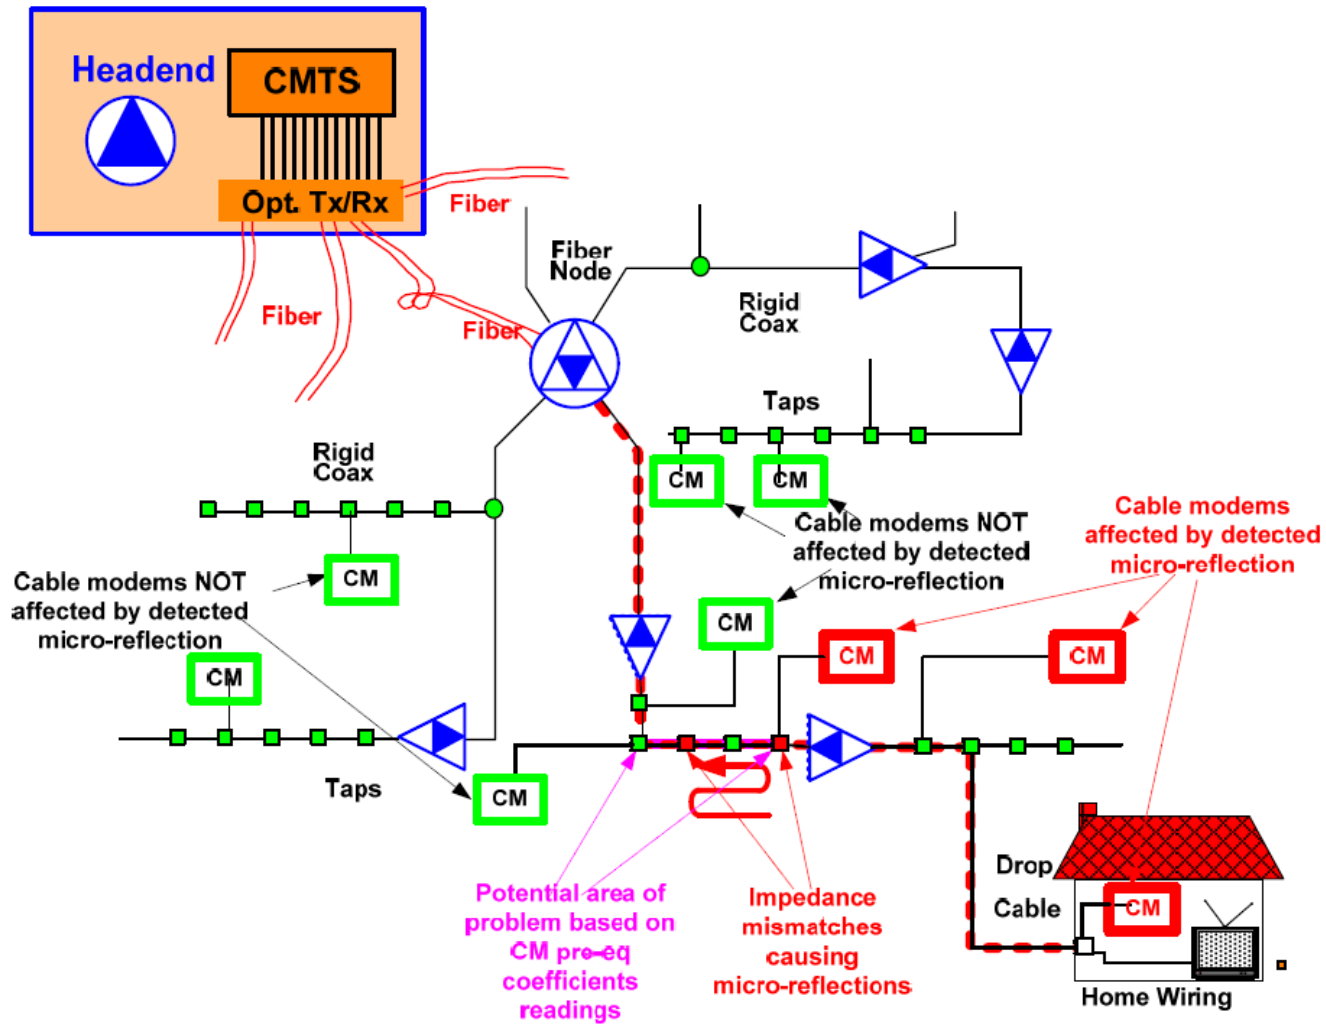 Headend
CMTS
Opt. Tx/Rx
Fiber
Fiber
Fiber
Fiber
Node
Rigid
Coax
Taps
CM
CM
Cable modems NOT
affected by detected
micro-reflection
Cable modems
affected by detected
micro-reflection
Rigid
Coax
CM
Cable modems NOT
affected by detected
micro-reflection
CM
CM
CM
CM
Taps
CM
Potential area of
problem based on
CM pre-eq
coefficients
readings
Impedance
mismatches
causing
micro-reflections
Drop
Cable
CM
Home Wiring